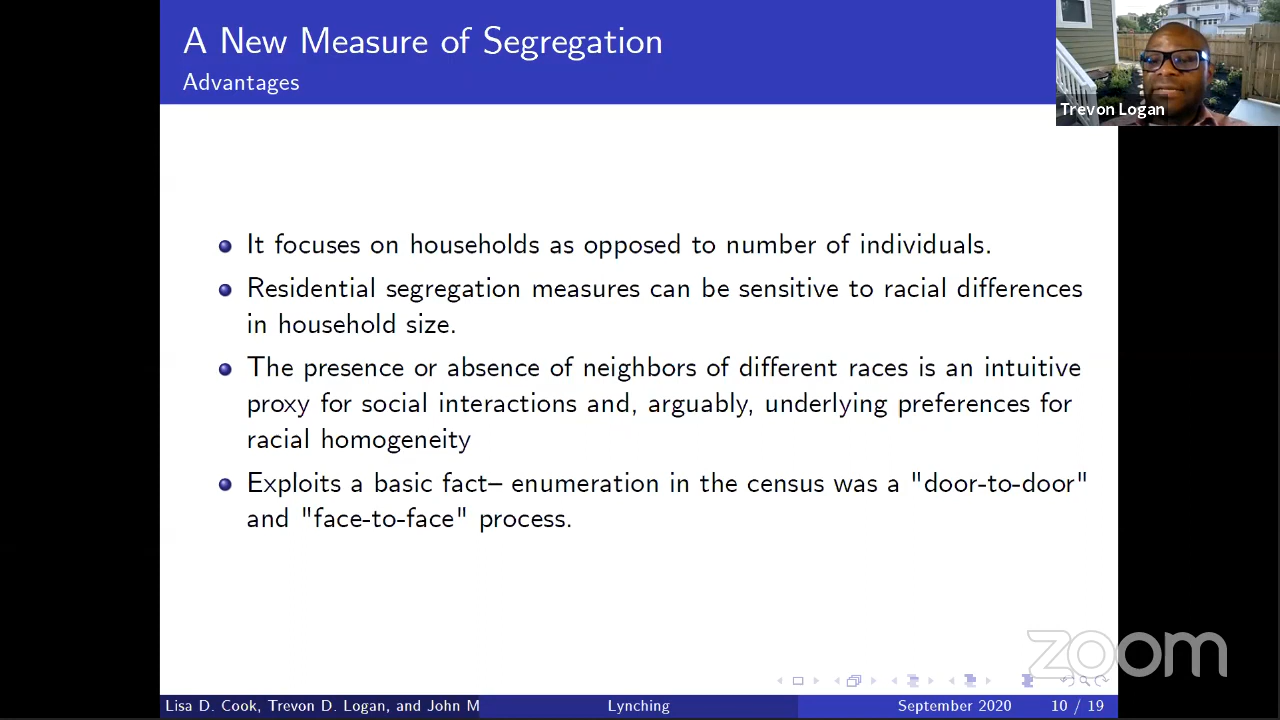 A New Measure of Segregation
Advantages
Trevon Logan
It focuses on households as opposed to number of individuals.
Residential segregation measures can be sensitive to racial differences
in household size.
The presence or absence of neighbors of different races is an intuitive
proxy for social interactions and, arguably, underlying preferences for
racial homogeneity
Exploits a basic fact– enumeration in the census was a "door-to-door"
and "face-to-face" process.
zoom
Lisa D. Cook, Trevon D. Logan, and John M
Lynching
September 2020
10 / 19